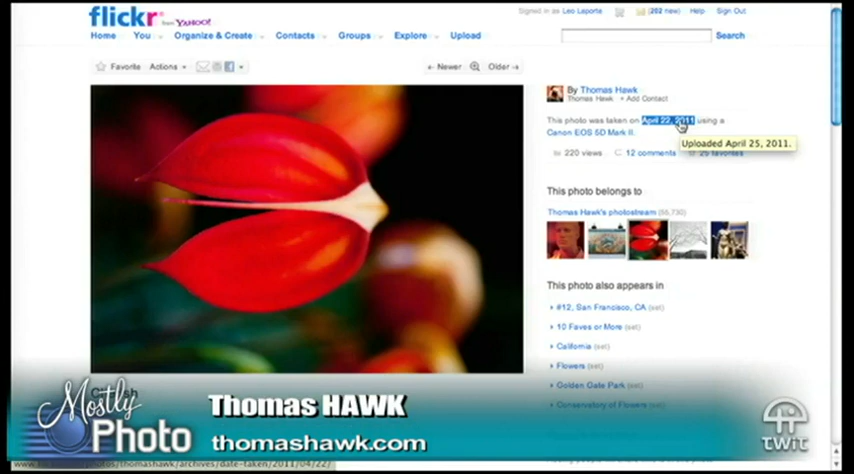 flickr from YAHOO!
Signed in as Leo Laporte (202 new) Help Sign Out
Home You Organize & Create Contacts Groups Explore Upload Search
Favorite Actions Newer Older
By Thomas Hawk
Thomas Hawk + Add Contact
This photo was taken on April 22, 2011 using a
Canon EOS 5D Mark II.
Uploaded April 25, 2011.
220 views 12 comments 25 favorites
This photo belongs to
Thomas Hawk's photostream (55,730)
This photo also appears in
#12, San Francisco, CA (set)
10 Faves or More (set)
California (set)
Flowers (set)
Golden Gate Park (set)
Conservatory of Flowers (set)
Mostly
Photo
Thomas HAWK
thomashawk.com
TWiT